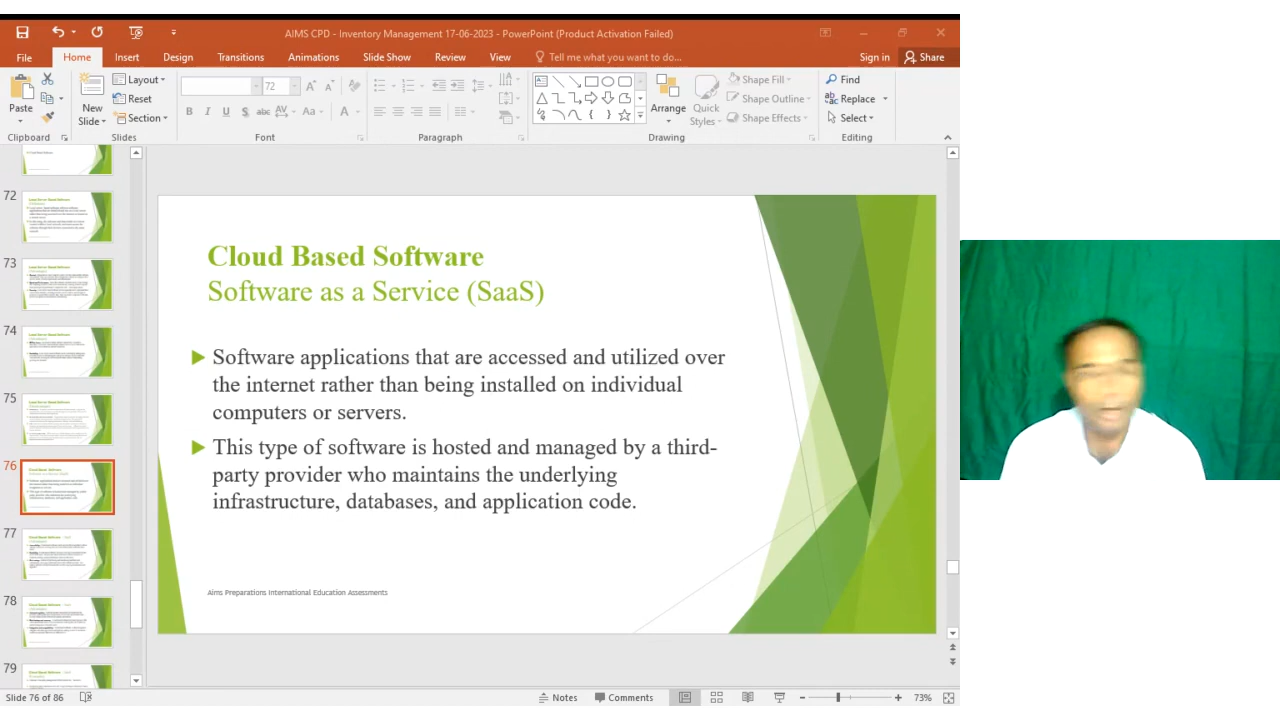 AIMS CPD - Inventory Management 17-06-2023 - PowerPoint (Product Activation Failed)
File Home Insert Design Transitions Animations Slide Show Review View Tell me what you want to do... Sign in Share
Paste
New
Slide
Layout
Reset
Section
72
B I U S abc AV Aa A
Arrange
Quick
Styles
Shape Fill
Shape Outline
Shape Effects
Find
Replace
Select
Clipboard Slides Font Paragraph Drawing Editing
72
73
74
75
76
77
78
79
Cloud Based Software
Software as a Service (SaaS)
Software applications that are accessed and utilized over
the internet rather than being installed on individual
computers or servers.
This type of software is hosted and managed by a third-
party provider who maintains the underlying
infrastructure, databases, and application code.
Aims Preparations International Education Assessments
Slide 76 of 86 Notes Comments 73%